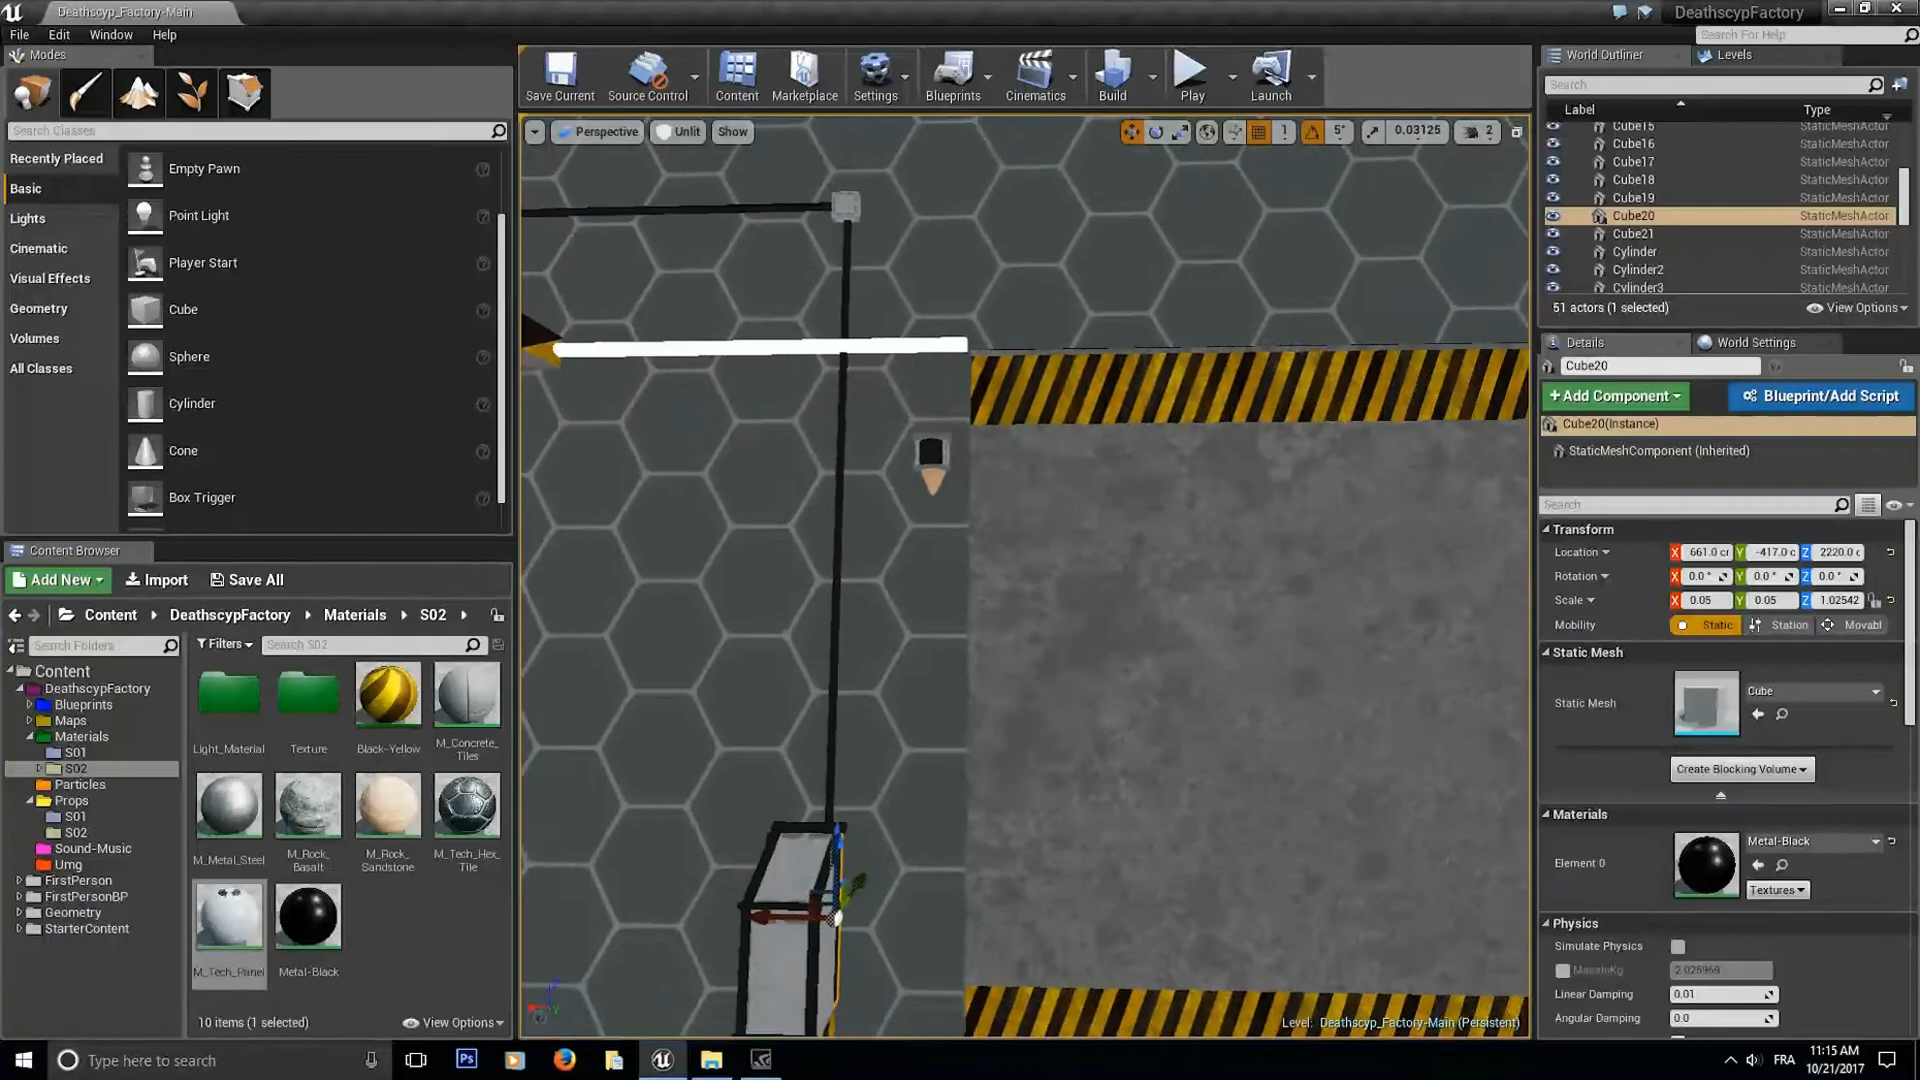 Deathscyp_Factory-Main
DeathscypFactory
File Edit Window Help
Search For Help
Modes
Search Classes
Recently Placed
Basic
Lights
Cinematic
Visual Effects
Geometry
Volumes
All Classes
Empty Pawn
Point Light
Player Start
Cube
Sphere
Cylinder
Cone
Box Trigger
Save Current
Source Control
Content
Marketplace
Settings
Blueprints
Cinematics
Build
Play
Launch
Perspective
Unlit
Show
1
5°
0.03125
2
Level: Deathscyp_Factory-Main (Persistent)
World Outliner
Levels
Search
Label Type
Cube15 StaticMeshActor
Cube16 StaticMeshActor
Cube17 StaticMeshActor
Cube18 StaticMeshActor
Cube19 StaticMeshActor
Cube20 StaticMeshActor
Cube21 StaticMeshActor
Cylinder StaticMeshActor
Cylinder2 StaticMeshActor
Cylinder3 StaticMeshActor
51 actors (1 selected)
View Options
Details
World Settings
Cube20
Add Component
Blueprint/Add Script
Cube20(Instance)
StaticMeshComponent (Inherited)
Search
Transform
Location X 661.0 cr Y -417.0 c Z 2220.0 c
Rotation X 0.0 ° Y 0.0 ° Z 0.0 °
Scale X 0.05 Y 0.05 Z 1.02542
Mobility Static Station Movabl
Static Mesh
Static Mesh
Cube
Create Blocking Volume
Materials
Element 0
Metal-Black
Textures
Physics
Simulate Physics
MassInKg
2.025969
Linear Damping 0.01
Angular Damping 0.0
Content Browser
Add New
Import
Save All
Content
DeathscypFactory
Materials
S02
Search Folders
Filters
Search S02
Content
DeathscypFactory
Blueprints
Maps
Materials
S01
S02
Particles
Props
S01
S02
Sound-Music
Umg
FirstPerson
FirstPersonBP
Geometry
StarterContent
Light_Material
Texture
Black-Yellow
M_Concrete_
Tiles
M_Metal_Steel
M_Rock_
Basalt
M_Rock_
Sandstone
M_Tech_Hex_
Tile
M_Tech_Panel
Metal-Black
10 items (1 selected)
View Options
Type here to search
Ps
FRA
11:15 AM
10/21/2017